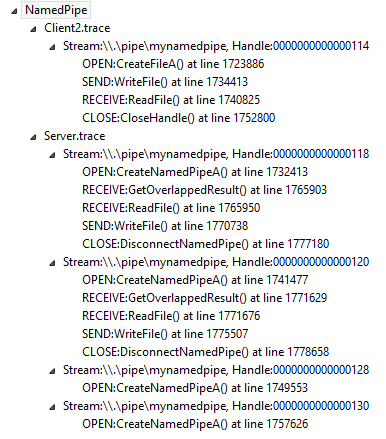 NamedPipe
Client2.trace
Stream:\\.\pipe\mynamedpipe, Handle:0000000000000114
OPEN:CreateFileA() at line 1723886
SEND:WriteFile() at line 1734413
RECEIVE:ReadFile() at line 1740825
CLOSE:CloseHandle() at line 1752800
Server.trace
Stream:\\.\pipe\mynamedpipe, Handle:0000000000000118
OPEN:CreateNamedPipeA() at line 1732413
RECEIVE:GetOverlappedResult() at line 1765903
RECEIVE:ReadFile() at line 1765950
SEND:WriteFile() at line 1770738
CLOSE:DisconnectNamedPipe() at line 1777180
Stream:\\.\pipe\mynamedpipe, Handle:0000000000000120
OPEN:CreateNamedPipeA() at line 1741477
RECEIVE:GetOverlappedResult() at line 1771629
RECEIVE:ReadFile() at line 1771676
SEND:WriteFile() at line 1775507
CLOSE:DisconnectNamedPipe() at line 1778658
Stream:\\.\pipe\mynamedpipe, Handle:0000000000000128
OPEN:CreateNamedPipeA() at line 1749553
Stream:\\.\pipe\mynamedpipe, Handle:0000000000000130
OPEN:CreateNamedPipeA() at line 1757626